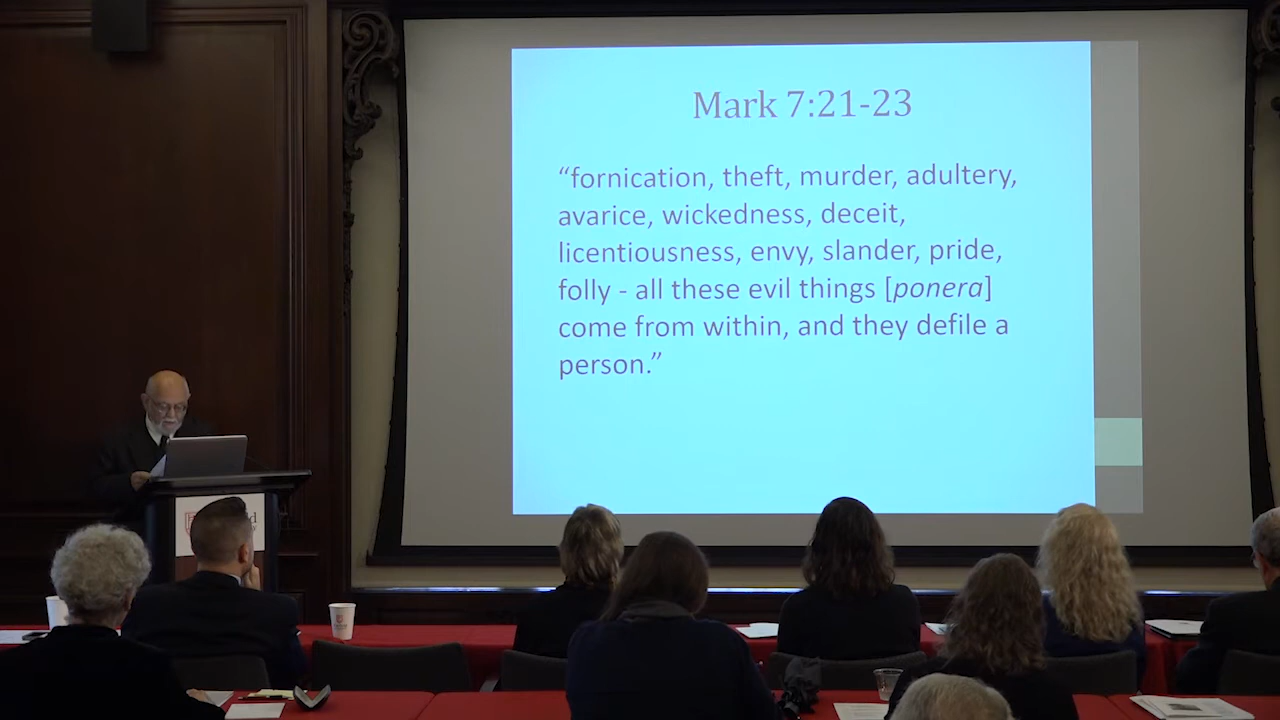 Mark 7:21-23
“fornication, theft, murder, adultery,
avarice, wickedness, deceit,
licentiousness, envy, slander, pride,
folly - all these evil things [ponera]
come from within, and they defile a
person.”